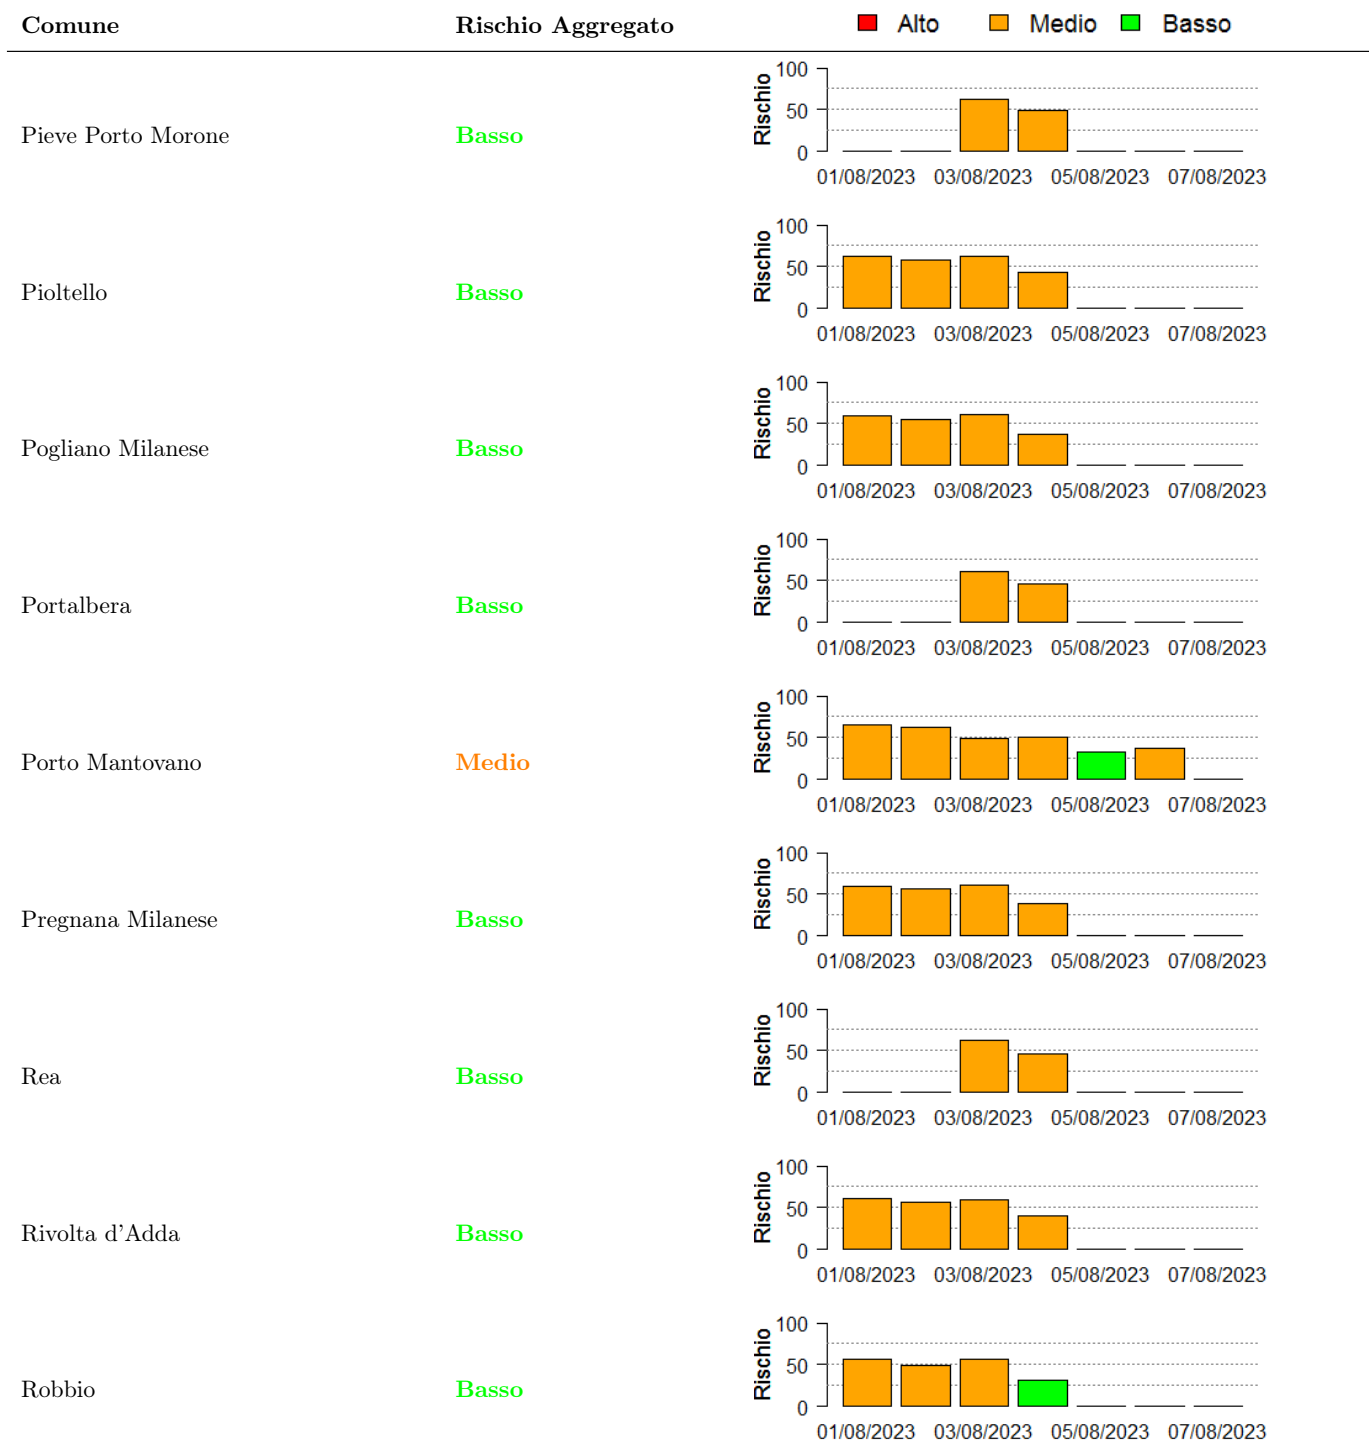 Comune Rischio Aggregato Alto Medio Basso
Pieve Porto Morone Basso
Rischio
100
50
0
01/08/2023 03/08/2023 05/08/2023 07/08/2023
Pioltello Basso
Rischio
100
50
0
01/08/2023 03/08/2023 05/08/2023 07/08/2023
Pogliano Milanese Basso
Rischio
100
50
0
01/08/2023 03/08/2023 05/08/2023 07/08/2023
Portalbera Basso
Rischio
100
50
0
01/08/2023 03/08/2023 05/08/2023 07/08/2023
Porto Mantovano Medio
Rischio
100
50
0
01/08/2023 03/08/2023 05/08/2023 07/08/2023
Pregnana Milanese Basso
Rischio
100
50
0
01/08/2023 03/08/2023 05/08/2023 07/08/2023
Rea Basso
Rischio
100
50
0
01/08/2023 03/08/2023 05/08/2023 07/08/2023
Rivolta d'Adda Basso
Rischio
100
50
0
01/08/2023 03/08/2023 05/08/2023 07/08/2023
Robbio Basso
Rischio
100
50
0
01/08/2023 03/08/2023 05/08/2023 07/08/2023